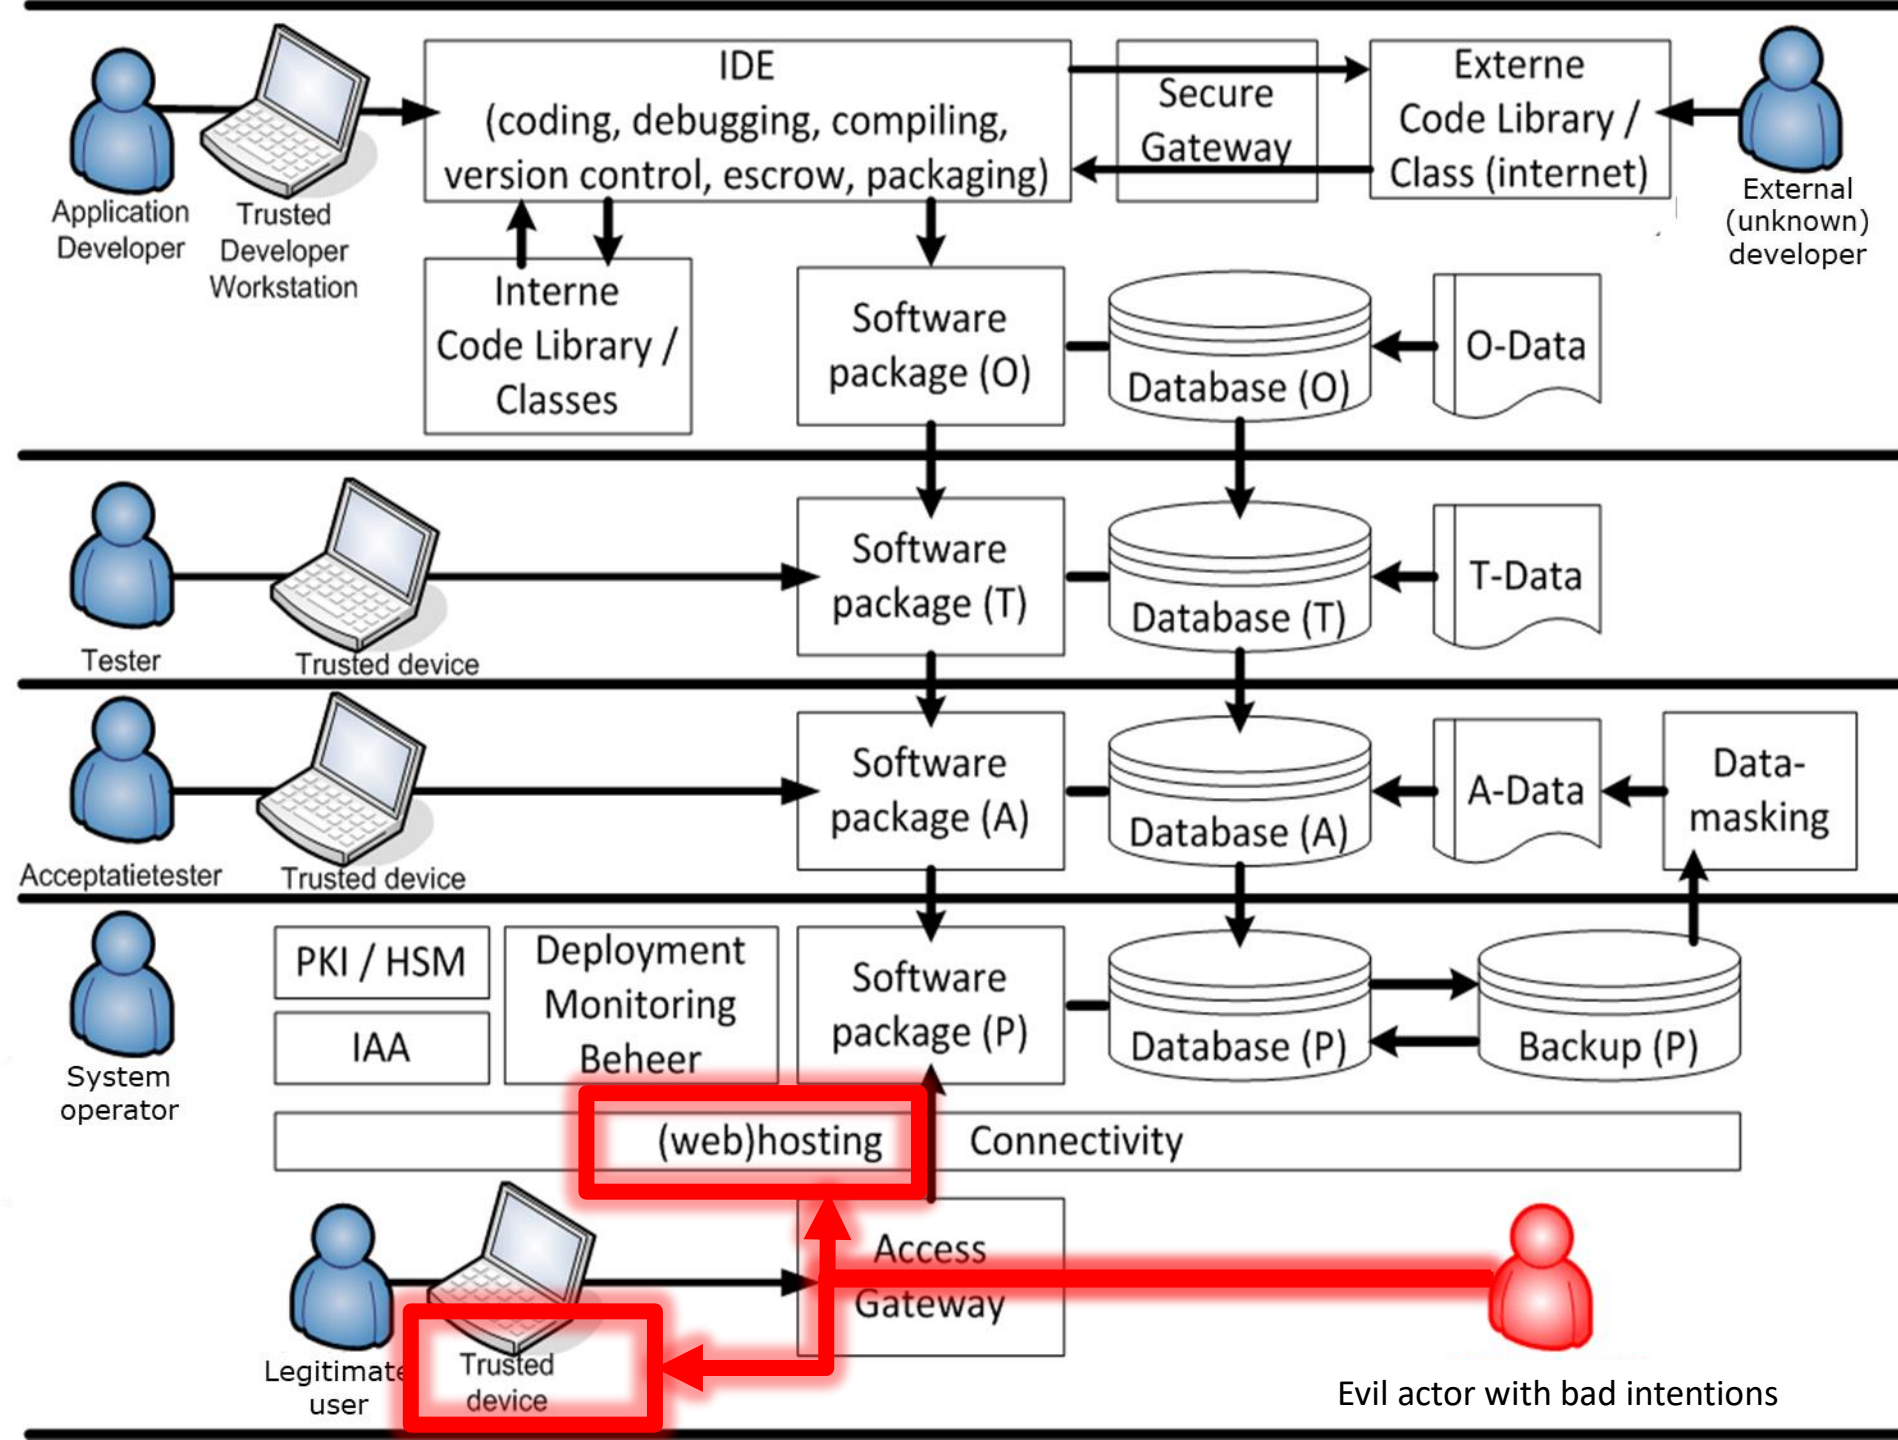 IDE
(coding, debugging, compiling,
version control, escrow, packaging)
Secure
Gateway
Externe
Code Library /
Class (internet)
Application
Developer
Trusted
Developer
Workstation
External
(unknown)
developer
Interne
Code Library /
Classes
Software
package (O)
Database (O)
O-Data
Tester
Trusted device
Software
package (T)
Database (T)
T-Data
Acceptatietester
Trusted device
Software
package (A)
Database (A)
A-Data
Data-
masking
System
operator
PKI / HSM
IAA
Deployment
Monitoring
Beheer
Software
package (P)
Database (P)
Backup (P)
(web)hosting
Connectivity
Legitimate
user
Trusted
device
Access
Gateway
Evil actor with bad intentions